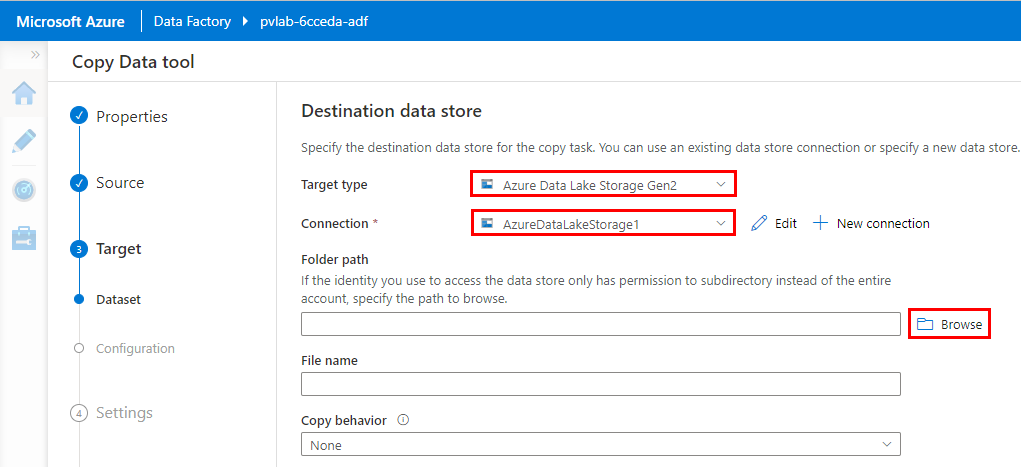 Microsoft Azure Data Factory pvlab-6cceda-adf
Copy Data tool
Properties
Source
3 Target
Dataset
Configuration
4 Settings
Destination data store
Specify the destination data store for the copy task. You can use an existing data store connection or specify a new data store.
Target type Azure Data Lake Storage Gen2
Connection * AzureDataLakeStorage1 Edit New connection
Folder path
If the identity you use to access the data store only has permission to subdirectory instead of the entire
account, specify the path to browse.
Browse
File name
Copy behavior
None